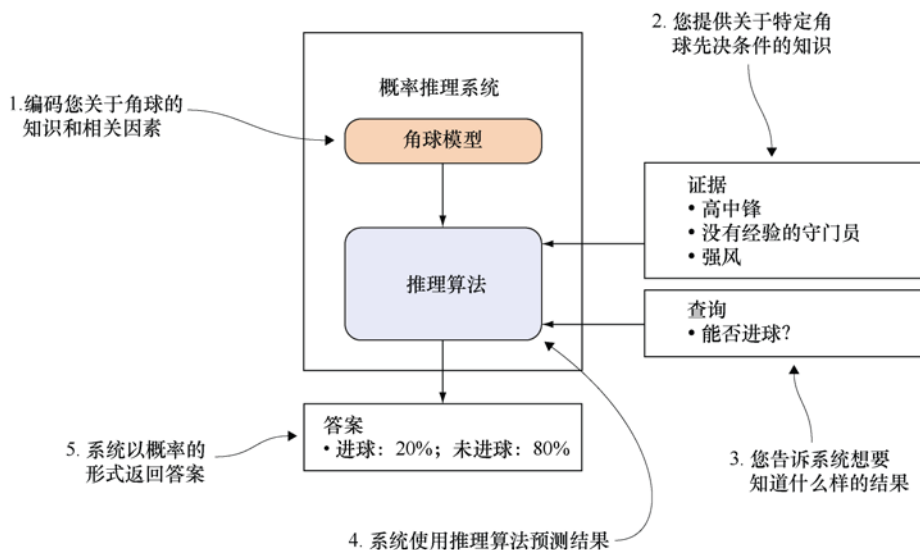 2. 您提供关于特定角
球先决条件的知识
概率推理系统
1.编码您关于角球的
知识和相关因素
角球模型
证据
• 高中锋
• 没有经验的守门员
• 强风
推理算法
查询
• 能否进球?
答案
• 进球：20%；未进球：80%
5. 系统以概率的
形式返回答案
3. 您告诉系统想要
知道什么样的结果
4. 系统使用推理算法预测结果